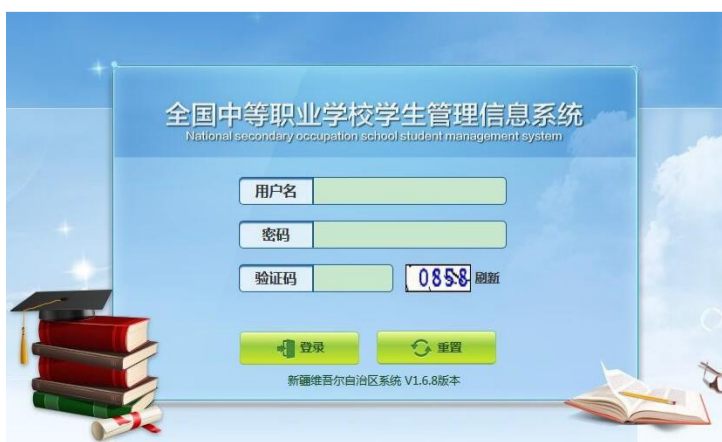 全国中等职业学校学生管理信息系统
National secondary occupation school student management system
用户名
密码
验证码 0858 刷新
登录 重置
新疆维吾尔自治区系统 V1.6.8版本